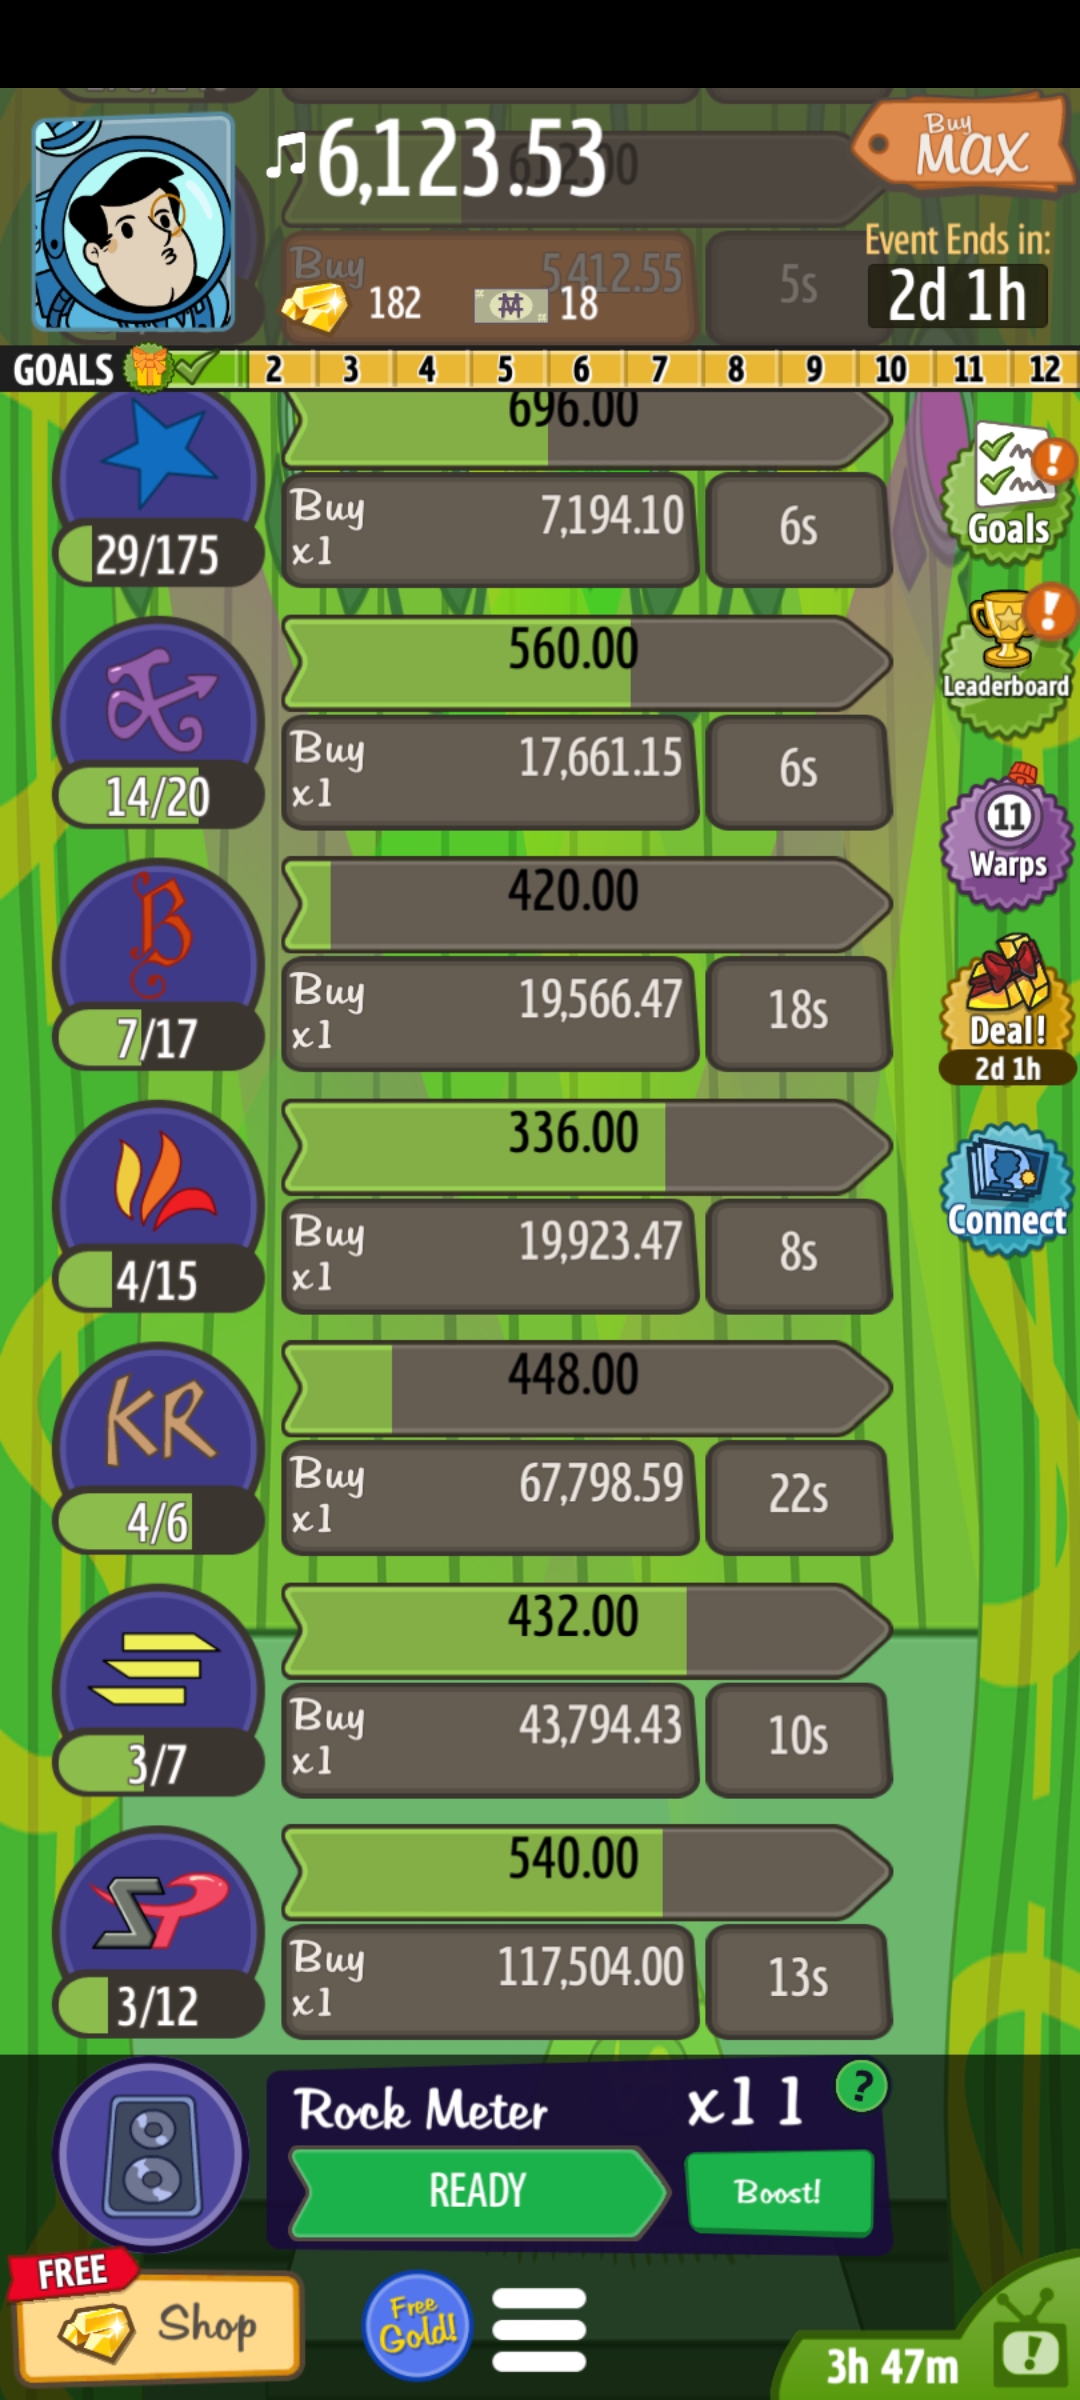 6,123.53
Buy
MAX
Event Ends in:
2d 1h
Buy
5,412.55
5s
182
18
GOALS
2 3 4 5 6 7 8 9 10 11 12
696.00
Buy
x1
7,194.10
6s
29/175
Goals
560.00
Buy
x1
17,661.15
6s
14/20
Leaderboard
11
Warps
420.00
Buy
x1
19,566.47
18s
B
7/17
Deal!
2d 1h
336.00
Buy
x1
19,923.47
8s
4/15
Connect
448.00
Buy
x1
67,798.59
22s
KR
4/6
432.00
Buy
x1
43,794.43
10s
3/7
540.00
Buy
x1
117,504.00
13s
SP
3/12
Rock Meter
x11
?
READY
Boost!
FREE
Shop
Free
Gold!
3h 47m